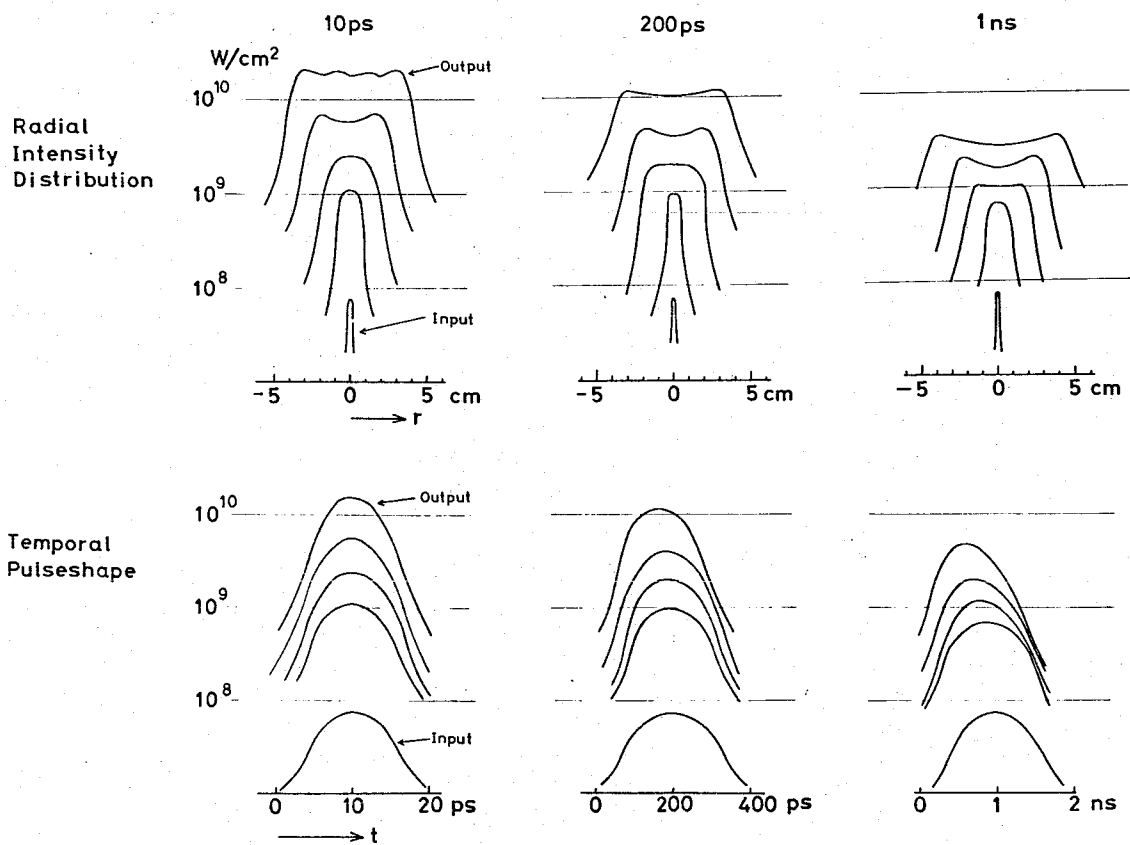 10ps 200ps 1ns
W/cm²
Output
10¹⁰
Radial
Intensity
Distribution
10⁹
10⁸
Input
-5 0 5 cm
-5 0 5 cm
-5 0 5 cm
→ r
Output
10¹⁰
Temporal
Pulseshape
10⁹
10⁸
Input
0 10 20 ps
0 200 400 ps
0 1 2 ns
→ t